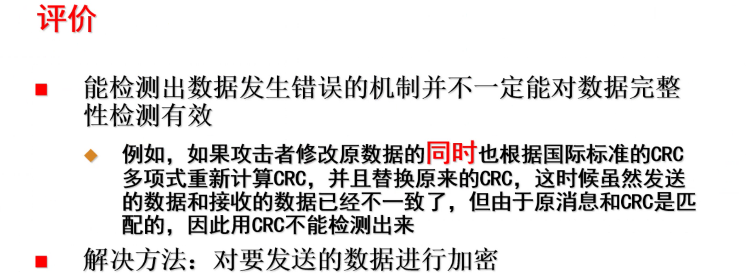 评价
能检测出数据发生错误的机制并不一定能对数据完整
性检测有效
例如，如果攻击者修改原数据的同时也根据国际标准的CRC
多项式重新计算CRC，并且替换原来的CRC，这时候虽然发送
的数据和接收的数据已经不一致了，但由于原消息和CRC是匹
配的，因此用CRC不能检测出来
解决方法：对要发送的数据进行加密